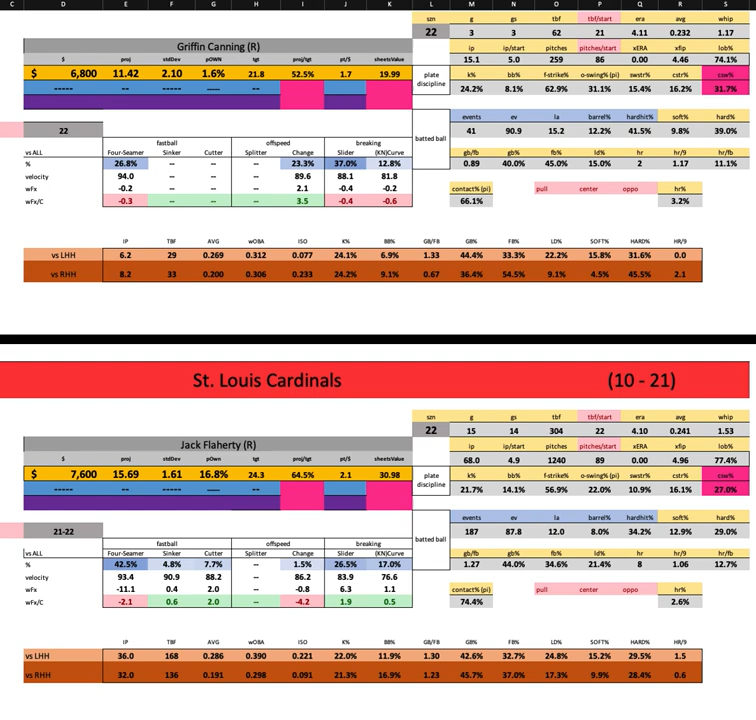 C D E F G H I J K L M N O P Q R S
szn g gs tbf tbf/start era avg whip
22 3 3 62 21 4.11 0.232 1.17
Griffin Canning (R) ip ip/start pitches pitches/start xERA xfip lob%
$ proj stdDev pOWN tgt proj/tgt pt/$ sheetsValue 15.1 5.0 259 86 0.00 4.46 74.1%
$ 6,800 11.42 2.10 1.6% 21.8 52.5% 1.7 19.99 plate discipline k% bb% f-strike% o-swing% (pi) swstr% cstr% csw%
----- -- --- ---- -- 24.2% 8.1% 62.9% 31.1% 15.4% 16.2% 31.7%
events ev la barrel% hardhit% soft% hard%
22 batted ball 41 90.9 15.2 12.2% 41.5% 9.8% 39.0%
fastball offspeed breaking
vs ALL Four-Seamer Sinker Cutter Splitter Change Slider (KN)Curve gb/fb gb% fb% ld% hr hr/9 hr/fb
% 26.8% -- -- -- 23.3% 37.0% 12.8% 0.89 40.0% 45.0% 15.0% 2 1.17 11.1%
velocity 94.0 -- -- -- 89.6 88.1 81.8
wFx -0.2 -- -- -- 2.1 -0.4 -0.2 contact% (pi) pull center oppo hr%
wFx/C -0.3 -- -- -- 3.5 -0.4 -0.6 66.1% 3.2%
IP TBF AVG wOBA ISO K% BB% GB/FB GB% FB% LD% SOFT% HARD% HR/9
vs LHH 6.2 29 0.269 0.312 0.077 24.1% 6.9% 1.33 44.4% 33.3% 22.2% 15.8% 31.6% 0.0
vs RHH 8.2 33 0.200 0.306 0.233 24.2% 9.1% 0.67 36.4% 54.5% 9.1% 4.5% 45.5% 2.1
St. Louis Cardinals (10 - 21)
szn g gs tbf tbf/start era avg whip
22 15 14 304 22 4.10 0.241 1.53
Jack Flaherty (R) ip ip/start pitches pitches/start xERA xfip lob%
$ proj stdDev pOwn tgt proj/tgt pt/$ sheetsValue 68.0 4.9 1240 89 0.00 4.96 77.4%
$ 7,600 15.69 1.61 16.8% 24.3 64.5% 2.1 30.98 plate discipline k% bb% f-strike% o-swing% (pi) swstr% cstr% csw%
----- -- --- ---- -- 21.7% 14.1% 56.9% 22.0% 10.9% 16.1% 27.0%
events ev la barrel% hardhit% soft% hard%
21-22 batted ball 187 87.8 12.0 8.0% 34.2% 12.9% 29.0%
fastball offspeed breaking
vs ALL Four-Seamer Sinker Cutter Splitter Change Slider (KN)Curve gb/fb gb% fb% ld% hr hr/9 hr/fb
% 42.5% 4.8% 7.7% -- 1.5% 26.5% 17.0% 1.27 44.0% 34.6% 21.4% 8 1.06 12.7%
velocity 93.4 90.9 88.2 -- 86.2 83.9 76.6
wFx -11.1 0.4 2.0 -- -0.8 6.3 1.1 contact% (pi) pull center oppo hr%
wFx/C -2.1 0.6 2.0 -- -4.2 1.9 0.5 74.4% 2.6%
IP TBF AVG wOBA ISO K% BB% GB/FB GB% FB% LD% SOFT% HARD% HR/9
vs LHH 36.0 168 0.286 0.390 0.221 22.0% 11.9% 1.30 42.6% 32.7% 24.8% 15.2% 29.5% 1.5
vs RHH 32.0 136 0.191 0.298 0.091 21.3% 16.9% 1.23 45.7% 37.0% 17.3% 9.9% 28.4% 0.6